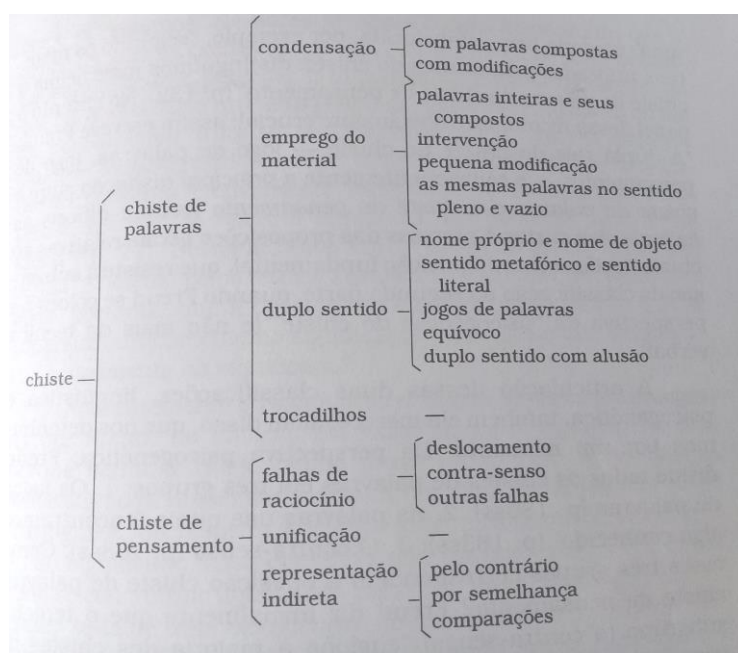 condensação —
com palavras compostas
com modificações
emprego do
material —
palavras inteiras e seus
compostos
intervenção
pequena modificação
as mesmas palavras no sentido
pleno e vazio
chiste de
palavras —
duplo sentido —
nome próprio e nome de objeto
sentido metafórico e sentido
literal
jogos de palavras
equívoco
duplo sentido com alusão
chiste —
trocadilhos —
chiste de
pensamento —
falhas de
raciocínio —
deslocamento
contra-senso
outras falhas
unificação —
representação
indireta —
pelo contrário
por semelhança
comparações